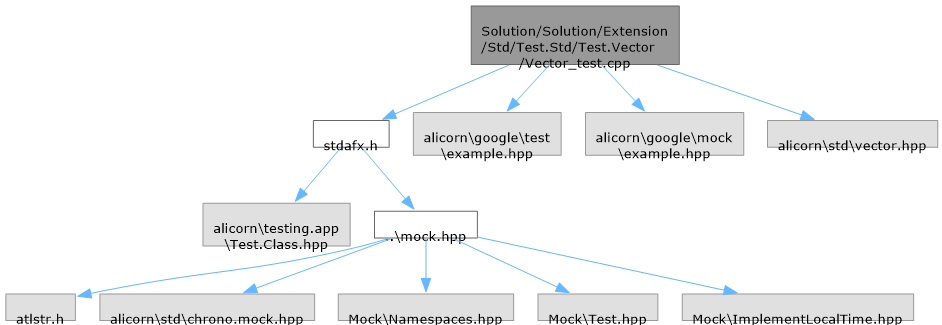 Solution/Solution/Extension
/Std/Test.Std/Test.Vector
/Vector_test.cpp
stdafx.h
alicorn\google\test
\example.hpp
alicorn\google\mock
\example.hpp
alicorn\std\vector.hpp
alicorn\testing.app
\Test.Class.hpp
..\mock.hpp
atlstr.h
alicorn\std\chrono.mock.hpp
Mock\Namespaces.hpp
Mock\Test.hpp
Mock\ImplementLocalTime.hpp